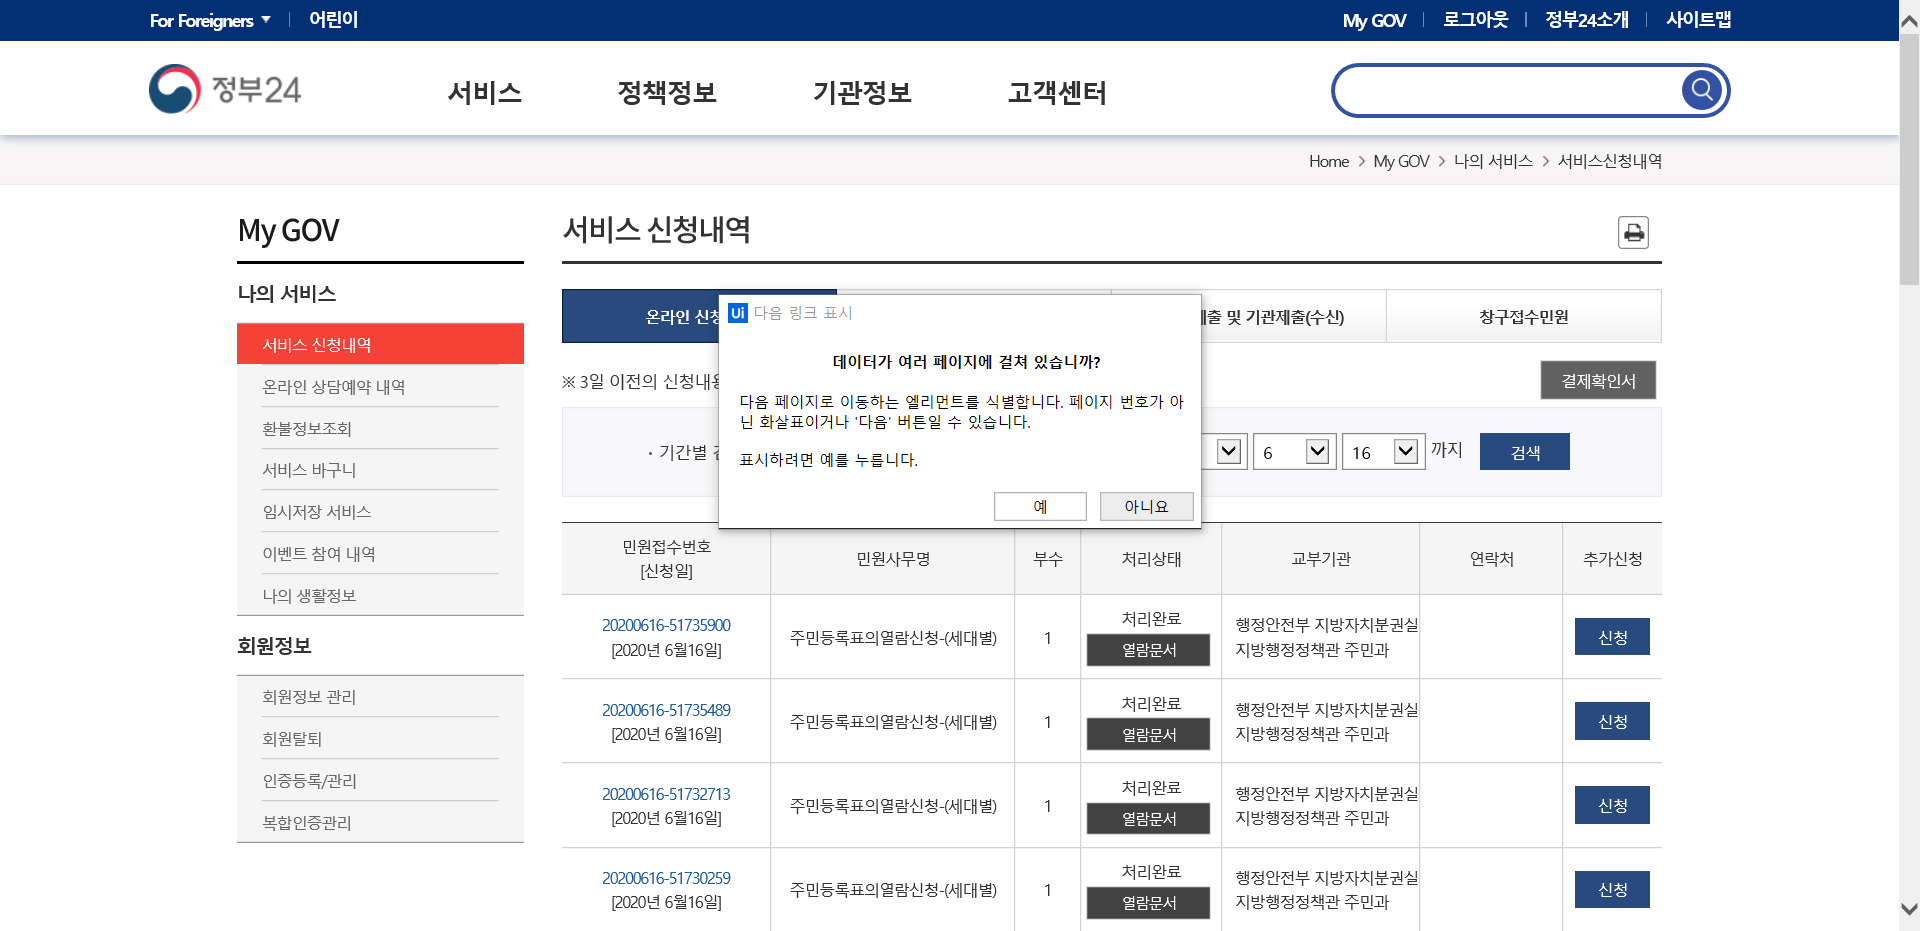 For Foreigners 어린이 My GOV 로그아웃 정부24소개 사이트맵
정부24 서비스 정책정보 기관정보 고객센터
Home > My GOV > 나의 서비스 > 서비스신청내역
My GOV
나의 서비스
서비스 신청내역
온라인 상담예약 내역
환불정보조회
서비스 바구니
임시저장 서비스
이벤트 참여 내역
나의 생활정보
회원정보
회원정보 관리
회원탈퇴
인증등록/관리
복합인증관리
서비스 신청내역
온라인 신청 및 기관제출(수신) 창구접수민원
※ 3일 이전의 신청내용
결제확인서
· 기간별 6 16 까지 검색
Ui 다음 링크 표시
데이터가 여러 페이지에 걸쳐 있습니까?
다음 페이지로 이동하는 엘리먼트를 식별합니다. 페이지 번호가 아
닌 화살표이거나 '다음' 버튼일 수 있습니다.
표시하려면 예를 누릅니다.
예 아니요
민원접수번호
[신청일] 민원사무명 부수 처리상태 교부기관 연락처 추가신청
20200616-51735900
[2020년 6월16일] 주민등록표의열람신청-(세대별) 1 처리완료
열람문서
행정안전부 지방자치분권실
지방행정정책관 주민과
신청
20200616-51735489
[2020년 6월16일] 주민등록표의열람신청-(세대별) 1 처리완료
열람문서
행정안전부 지방자치분권실
지방행정정책관 주민과
신청
20200616-51732713
[2020년 6월16일] 주민등록표의열람신청-(세대별) 1 처리완료
열람문서
행정안전부 지방자치분권실
지방행정정책관 주민과
신청
20200616-51730259
[2020년 6월16일] 주민등록표의열람신청-(세대별) 1 처리완료
열람문서
행정안전부 지방자치분권실
지방행정정책관 주민과
신청